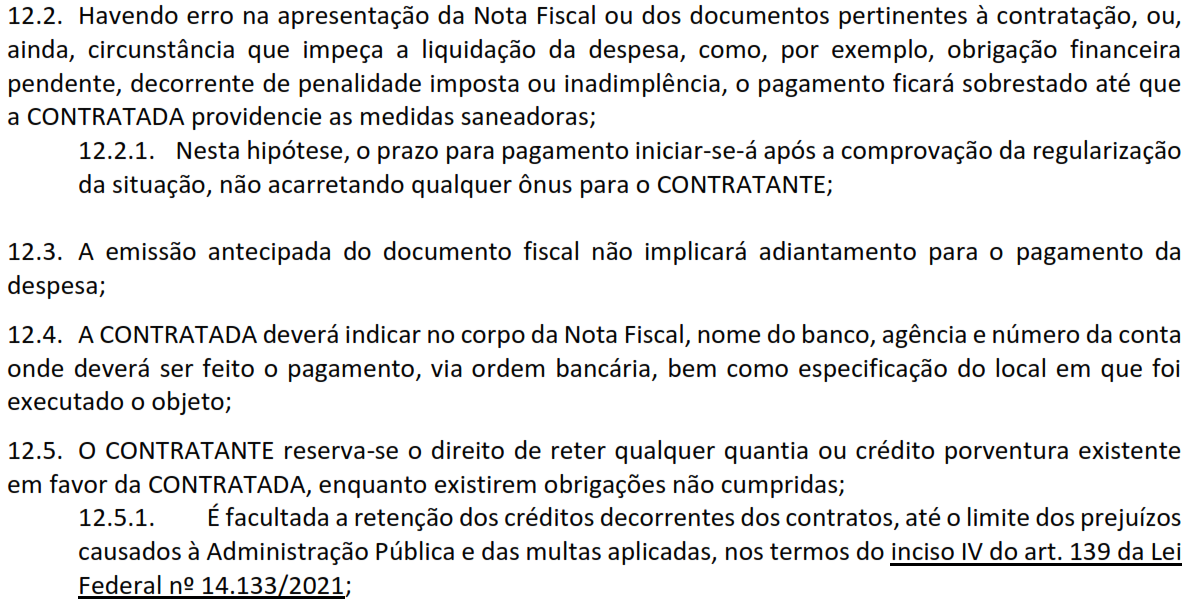 12.2. Havendo erro na apresentação da Nota Fiscal ou dos documentos pertinentes à contratação, ou,
ainda, circunstância que impeça a liquidação da despesa, como, por exemplo, obrigação financeira
pendente, decorrente de penalidade imposta ou inadimplência, o pagamento ficará sobrestado até que
a CONTRATADA providencie as medidas saneadoras;
12.2.1. Nesta hipótese, o prazo para pagamento iniciar-se-á após a comprovação da regularização
da situação, não acarretando qualquer ônus para o CONTRATANTE;
12.3. A emissão antecipada do documento fiscal não implicará adiantamento para o pagamento da
despesa;
12.4. A CONTRATADA deverá indicar no corpo da Nota Fiscal, nome do banco, agência e número da conta
onde deverá ser feito o pagamento, via ordem bancária, bem como especificação do local em que foi
executado o objeto;
12.5. O CONTRATANTE reserva-se o direito de reter qualquer quantia ou crédito porventura existente
em favor da CONTRATADA, enquanto existirem obrigações não cumpridas;
12.5.1. É facultada a retenção dos créditos decorrentes dos contratos, até o limite dos prejuízos
causados à Administração Pública e das multas aplicadas, nos termos do inciso IV do art. 139 da Lei
Federal nº 14.133/2021;